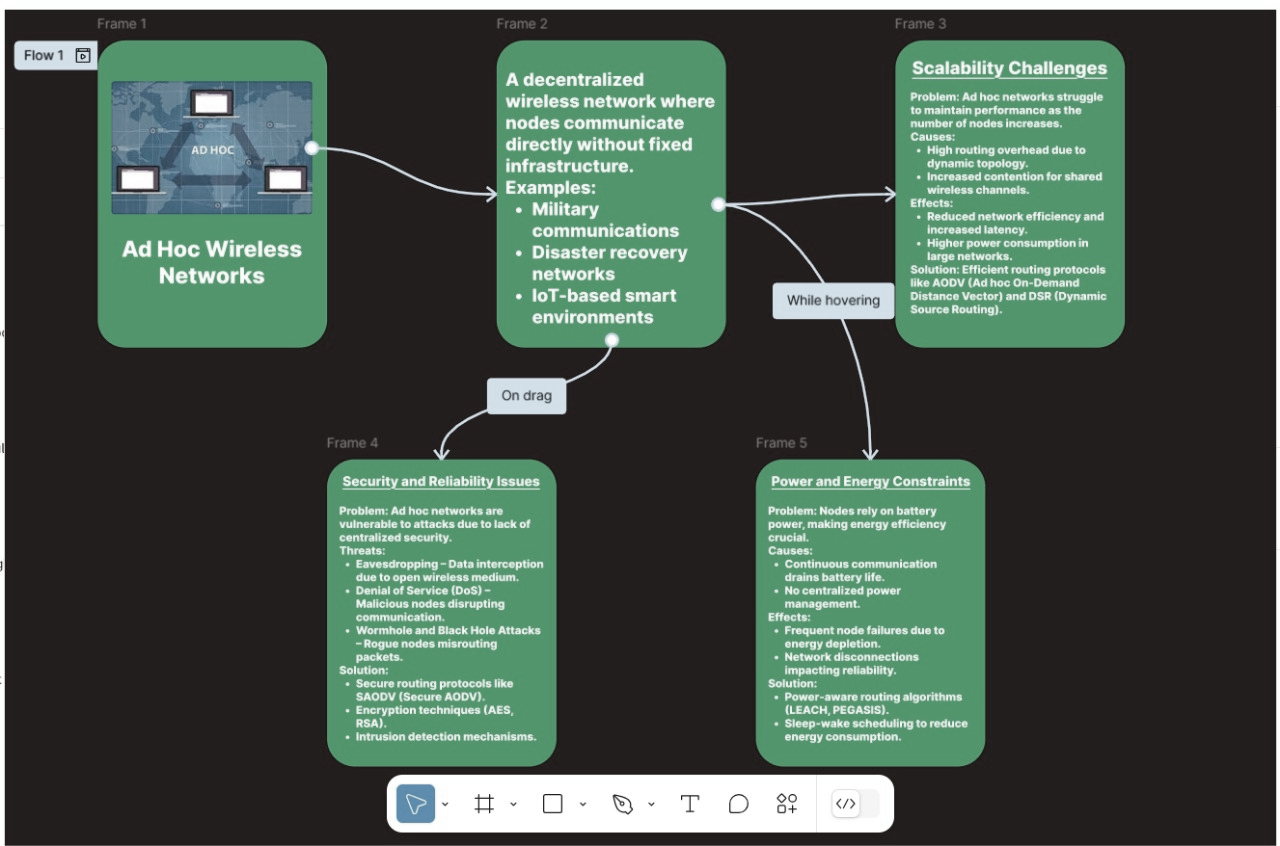 Frame 1
Frame 2
Frame 3
Flow 1
AD HOC
Ad Hoc Wireless
Networks
A decentralized
wireless network where
nodes communicate
directly without fixed
infrastructure.
Examples:
• Military
communications
• Disaster recovery
networks
• IoT-based smart
environments
Scalability Challenges
Problem: Ad hoc networks struggle
to maintain performance as the
number of nodes increases.
Causes:
• High routing overhead due to
dynamic topology.
• Increased contention for shared
wireless channels.
Effects:
• Reduced network efficiency and
increased latency.
• Higher power consumption in
large networks.
Solution: Efficient routing protocols
like AODV (Ad hoc On-Demand
Distance Vector) and DSR (Dynamic
Source Routing).
While hovering
On drag
Frame 4
Frame 5
Security and Reliability Issues
Problem: Ad hoc networks are
vulnerable to attacks due to lack of
centralized security.
Threats:
• Eavesdropping – Data interception
due to open wireless medium.
• Denial of Service (DoS) –
Malicious nodes disrupting
communication.
• Wormhole and Black Hole Attacks
– Rogue nodes misrouting
packets.
Solution:
• Secure routing protocols like
SAODV (Secure AODV).
• Encryption techniques (AES,
RSA).
• Intrusion detection mechanisms.
Power and Energy Constraints
Problem: Nodes rely on battery
power, making energy efficiency
crucial.
Causes:
• Continuous communication
drains battery life.
• No centralized power
management.
Effects:
• Frequent node failures due to
energy depletion.
• Network disconnections
impacting reliability.
Solution:
• Power-aware routing algorithms
(LEACH, PEGASIS).
• Sleep-wake scheduling to reduce
energy consumption.